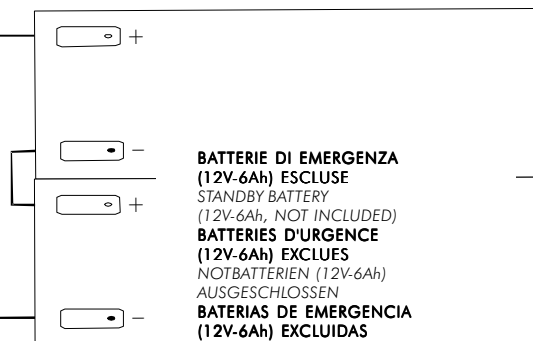 +
−
BATTERIE DI EMERGENZA
(12V-6Ah) ESCLUSE
STANDBY BATTERY
(12V-6Ah, NOT INCLUDED)
+
BATTERIES D'URGENCE
(12V-6Ah) EXCLUES
NOTBATTERIEN (12V-6Ah)
AUSGESCHLOSSEN
BATERIAS DE EMERGENCIA
−
(12V-6Ah) EXCLUIDAS